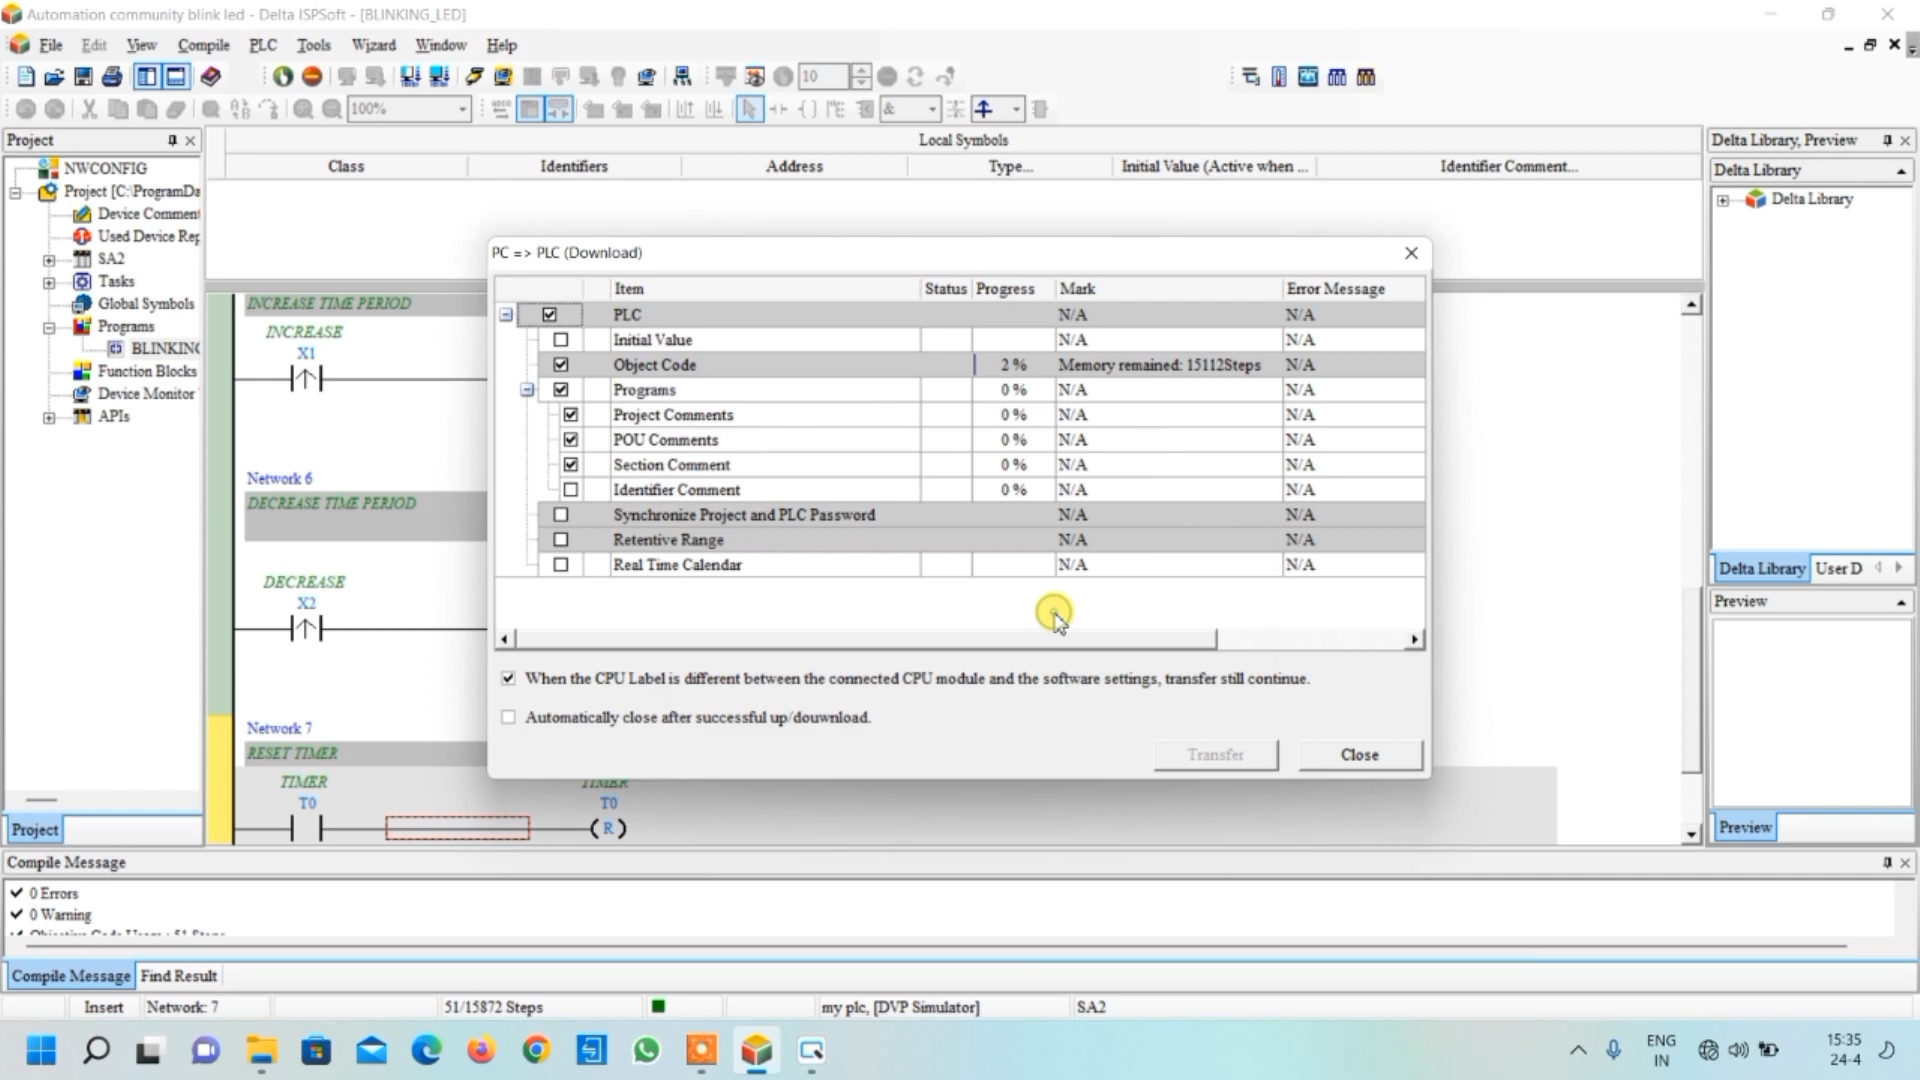 Automation community blink led - Delta ISPSoft - [BLINKING_LED]
File Edit View Compile PLC Tools Wizard Window Help
10
100%
&
Project
NWCONFIG
Project [C:\ProgramDa
Device Comment
Used Device Rep
SA2
Tasks
Global Symbols
Programs
BLINKING
Function Blocks
Device Monitor
APIs
Project
Local Symbols
Class Identifiers Address Type... Initial Value (Active when ... Identifier Comment...
INCREASE TIME PERIOD
INCREASE
X1
Network 6
DECREASE TIME PERIOD
DECREASE
X2
Network 7
RESET TIMER
TIMER TIMER
T0 T0
R
PC => PLC (Download)
Item Status Progress Mark Error Message
PLC N/A N/A
Initial Value N/A N/A
Object Code 2 % Memory remained: 15112Steps N/A
Programs 0 % N/A N/A
Project Comments 0 % N/A N/A
POU Comments 0 % N/A N/A
Section Comment 0 % N/A N/A
Identifier Comment 0 % N/A N/A
Synchronize Project and PLC Password N/A N/A
Retentive Range N/A N/A
Real Time Calendar N/A N/A
When the CPU Label is different between the connected CPU module and the software settings, transfer still continue.
Automatically close after successful up/douwnload.
Transfer Close
Delta Library, Preview
Delta Library
Delta Library
Delta Library User D
Preview
Preview
Compile Message
0 Errors
0 Warning
Compile Message Find Result
Insert Network: 7 51/15872 Steps my plc, [DVP Simulator] SA2
ENG
IN
15:35
24-4